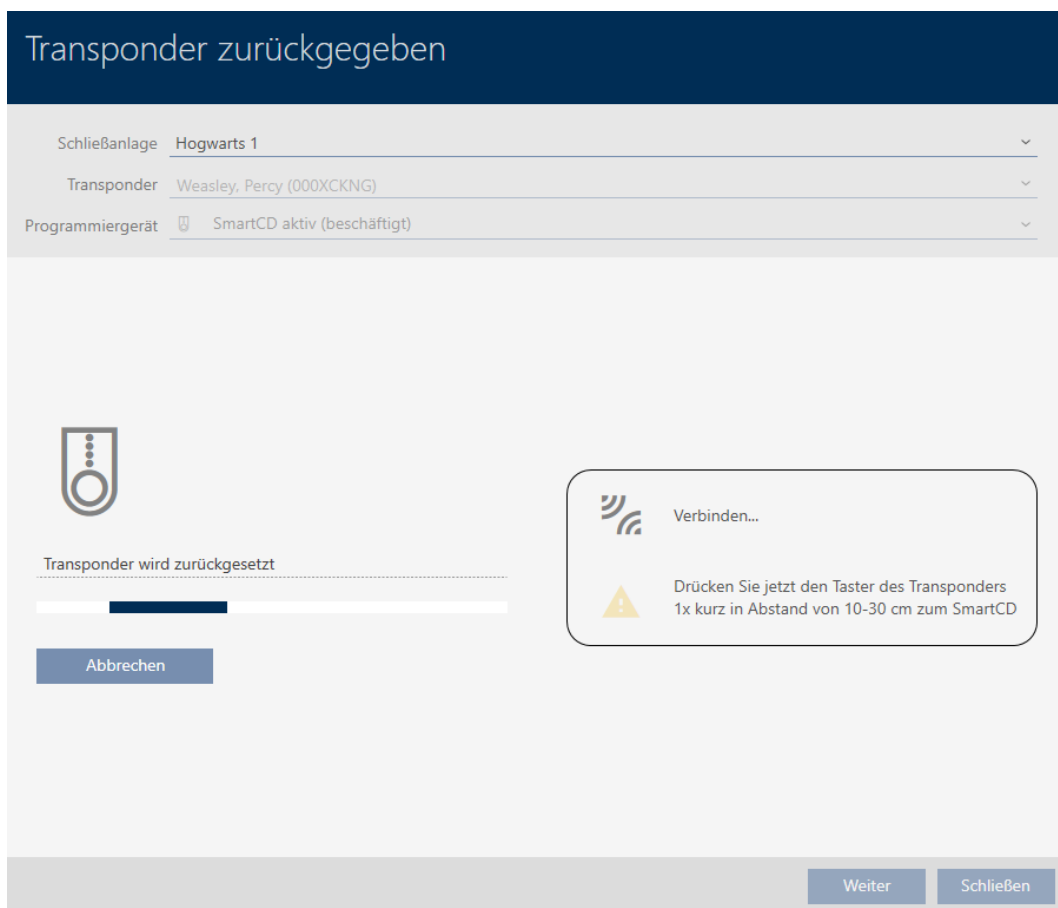 Transponder zurückgegeben
Schließanlage Hogwarts 1
Transponder Weasley, Percy (000XCKNG)
Programmiergerät SmartCD aktiv (beschäftigt)
Verbinden...
Transponder wird zurückgesetzt
Drücken Sie jetzt den Taster des Transponders
1x kurz in Abstand von 10-30 cm zum SmartCD
Abbrechen
Weiter Schließen